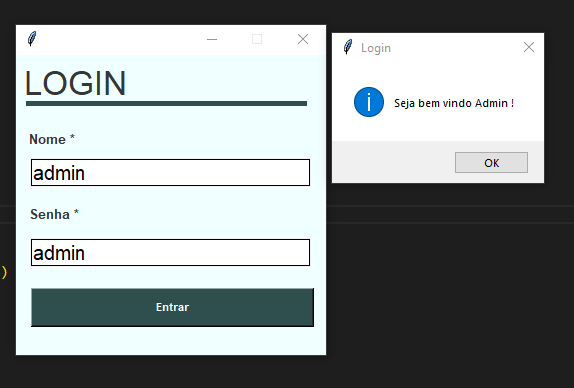 LOGIN
Nome *
admin
Senha *
admin
Entrar
Login
Seja bem vindo Admin !
OK
)